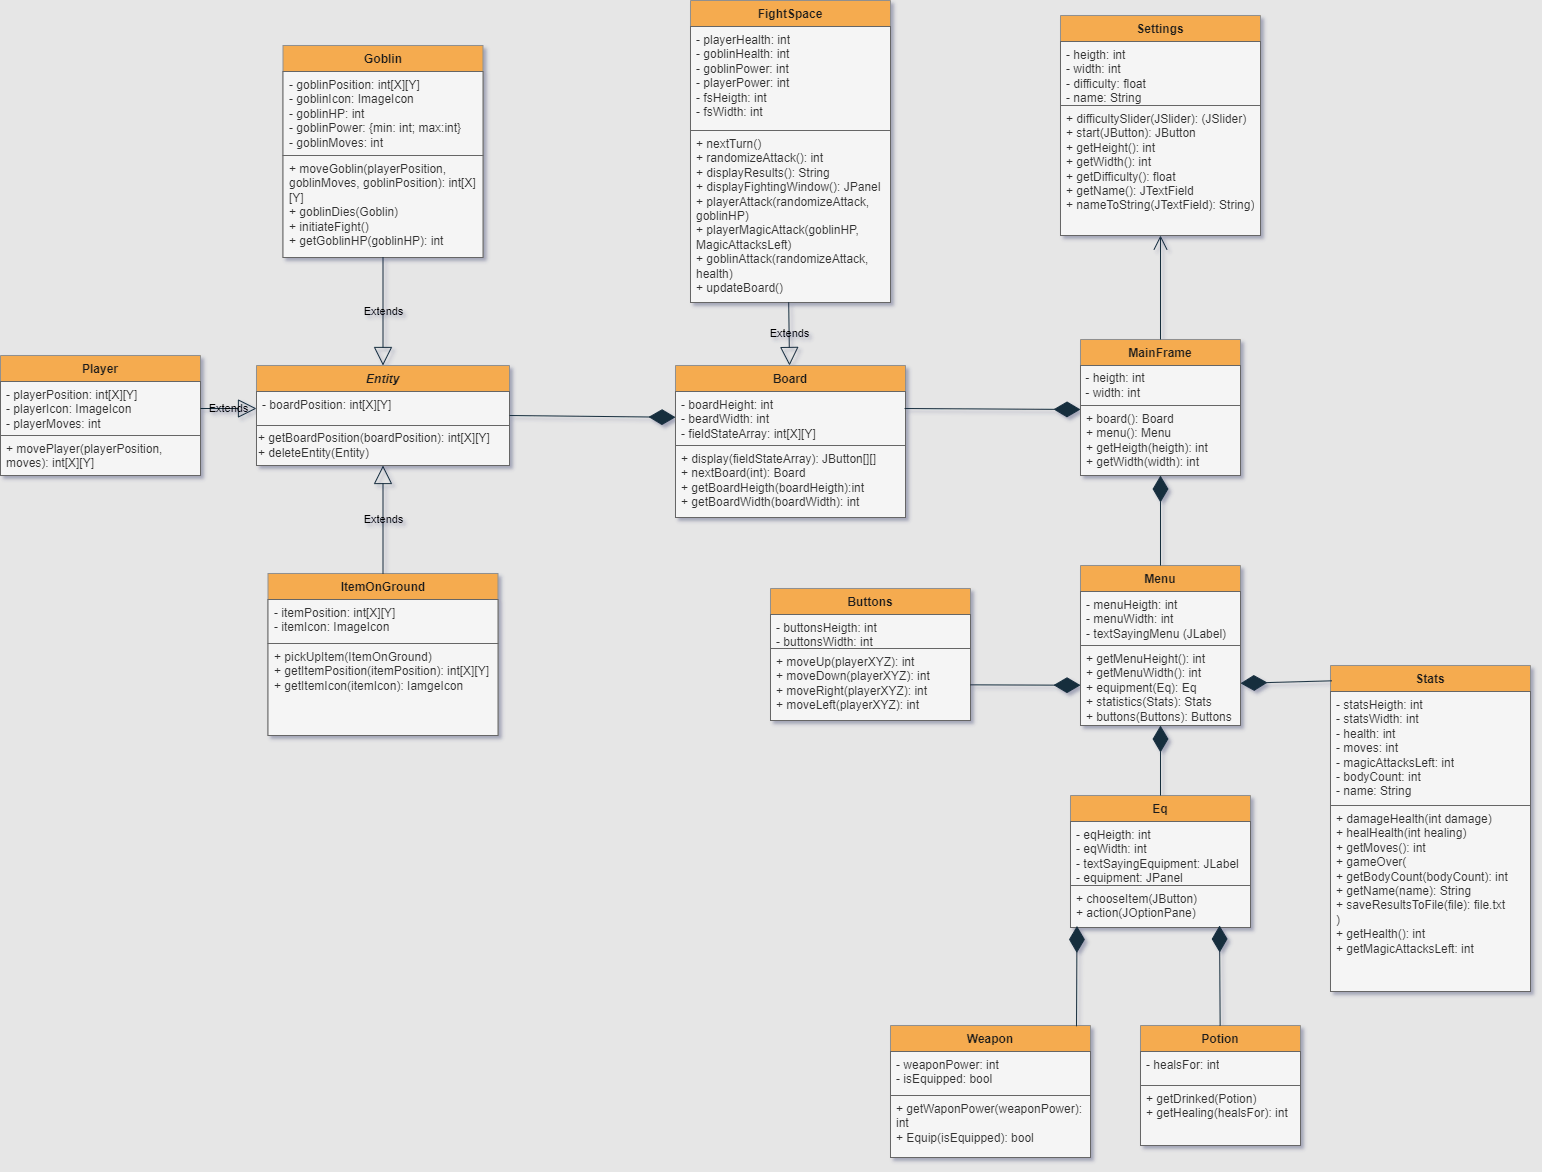 FightSpace
- playerHealth: int
- goblinHealth: int
- goblinPower: int
- playerPower: int
- fsHeigth: int
- fsWidth: int
+ nextTurn()
+ randomizeAttack(): int
+ displayResults(): String
+ displayFightingWindow(): JPanel
+ playerAttack(randomizeAttack,
goblinHP)
+ playerMagicAttack(goblinHP,
MagicAttacksLeft)
+ goblinAttack(randomizeAttack,
health)
+ updateBoard()
Extends
Settings
- heigth: int
- width: int
- difficulty: float
- name: String
+ difficultySlider(JSlider): (JSlider)
+ start(JButton): JButton
+ getHeight(): int
+ getWidth(): int
+ getDifficulty(): float
+ getName(): JTextField
+ nameToString(JTextField): String)
Goblin
- goblinPosition: int[X][Y]
- goblinIcon: ImageIcon
- goblinHP: int
- goblinPower: {min: int; max:int}
- goblinMoves: int
+ moveGoblin(playerPosition,
goblinMoves, goblinPosition): int[X]
[Y]
+ goblinDies(Goblin)
+ initiateFight()
+ getGoblinHP(goblinHP): int
Extends
Player
- playerPosition: int[X][Y]
- playerIcon: ImageIcon
- playerMoves: int
+ movePlayer(playerPosition,
moves): int[X][Y]
Extends
Entity
- boardPosition: int[X][Y]
+ getBoardPosition(boardPosition): int[X][Y]
+ deleteEntity(Entity)
Extends
Board
- boardHeight: int
- beardWidth: int
- fieldStateArray: int[X][Y]
+ display(fieldStateArray): JButton[][]
+ nextBoard(int): Board
+ getBoardHeigth(boardHeigth):int
+ getBoardWidth(boardWidth): int
MainFrame
- heigth: int
- width: int
+ board(): Board
+ menu(): Menu
+ getHeigth(heigth): int
+ getWidth(width): int
ItemOnGround
- itemPosition: int[X][Y]
- itemIcon: ImageIcon
+ pickUpItem(ItemOnGround)
+ getItemPosition(itemPosition): int[X][Y]
+ getItemIcon(itemIcon): IamgeIcon
Buttons
- buttonsHeigth: int
- buttonsWidth: int
+ moveUp(playerXYZ): int
+ moveDown(playerXYZ): int
+ moveRight(playerXYZ): int
+ moveLeft(playerXYZ): int
Menu
- menuHeigth: int
- menuWidth: int
- textSayingMenu (JLabel)
+ getMenuHeight(): int
+ getMenuWidth(): int
+ equipment(Eq): Eq
+ statistics(Stats): Stats
+ buttons(Buttons): Buttons
Stats
- statsHeigth: int
- statsWidth: int
- health: int
- moves: int
- magicAttacksLeft: int
- bodyCount: int
- name: String
+ damageHealth(int damage)
+ healHealth(int healing)
+ getMoves(): int
+ gameOver(
+ getBodyCount(bodyCount): int
+ getName(name): String
+ saveResultsToFile(file): file.txt
)
+ getHealth(): int
+ getMagicAttacksLeft: int
Eq
- eqHeigth: int
- eqWidth: int
- textSayingEquipment: JLabel
- equipment: JPanel
+ chooseItem(JButton)
+ action(JOptionPane)
Weapon
- weaponPower: int
- isEquipped: bool
+ getWaponPower(weaponPower):
int
+ Equip(isEquipped): bool
Potion
- healsFor: int
+ getDrinked(Potion)
+ getHealing(healsFor): int